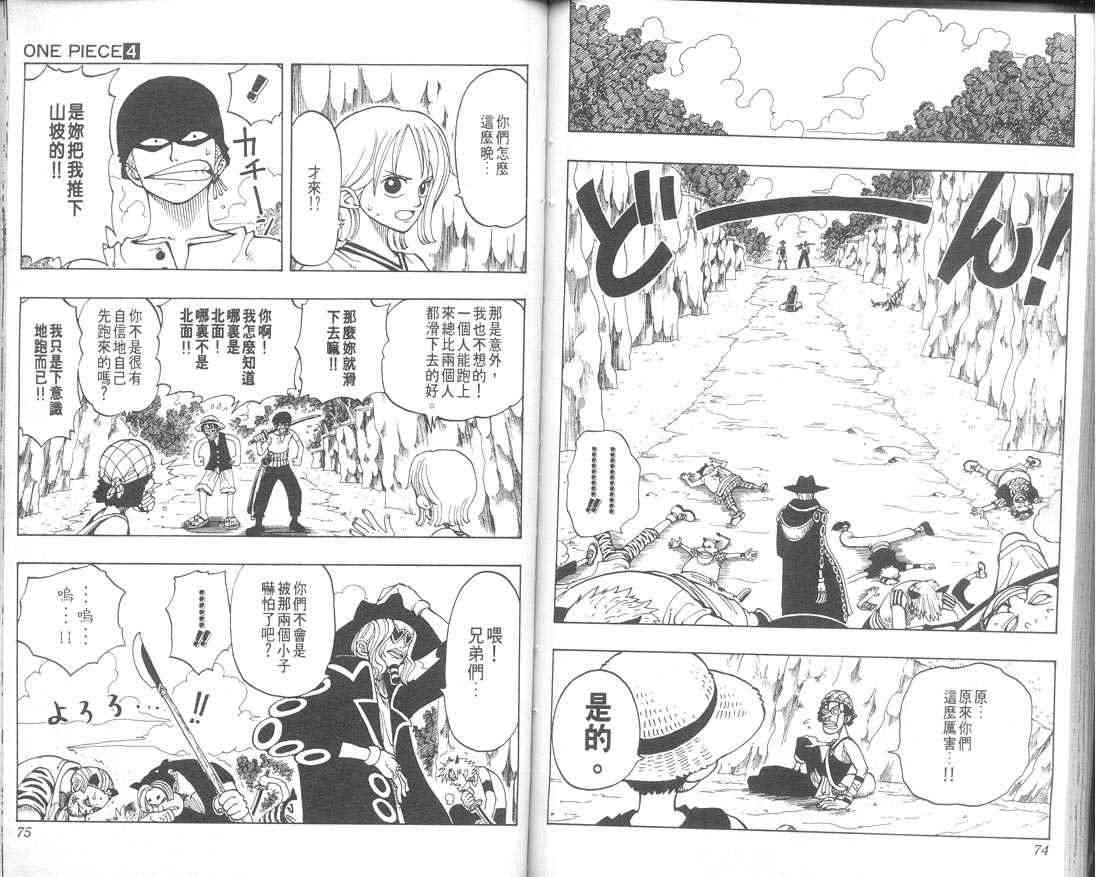 ど
ーん!
………………!!
原…
原來你們
這麼厲害…!!
是的。
74
ONE PIECE 4
你們怎麼
這麼晚…
才來!?
!
カチーー
是妳把我推下
山坡的!!
那是意外，
我也不想的！
一個人能跑上
來總比兩個人
都滑下去的好。
那麼妳就滑
下去嘛!!
你啊！
我怎麼知道
哪裏是
北面！
哪裏不是
北面!!
你不是很有
自信地自己
先跑來的嗎？
我只是下意識
地跑而已!!
喂！
兄弟們…
你們不會是
被那兩個小子
嚇怕了吧？
!!
………!!
…嗚…
嗚…!!
よろろ…
75